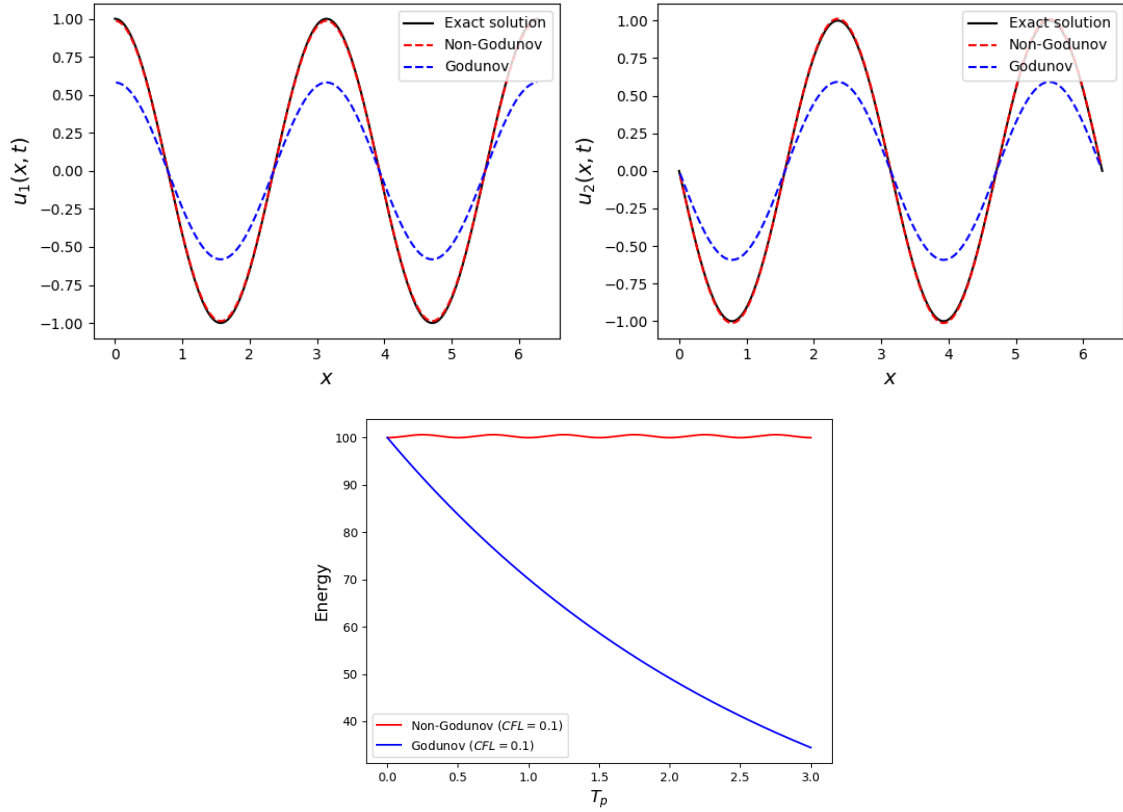 1.00
0.75
0.50
0.25
0.00
−0.25
−0.50
−0.75
−1.00
u₁(x, t)
0 1 2 3 4 5 6
x
Exact solution
Non-Godunov
Godunov
1.00
0.75
0.50
0.25
0.00
−0.25
−0.50
−0.75
−1.00
u₂(x, t)
0 1 2 3 4 5 6
x
Exact solution
Non-Godunov
Godunov
100
90
80
70
60
50
40
Energy
0.0 0.5 1.0 1.5 2.0 2.5 3.0
Tₚ
Non-Godunov (CFL = 0.1)
Godunov (CFL = 0.1)